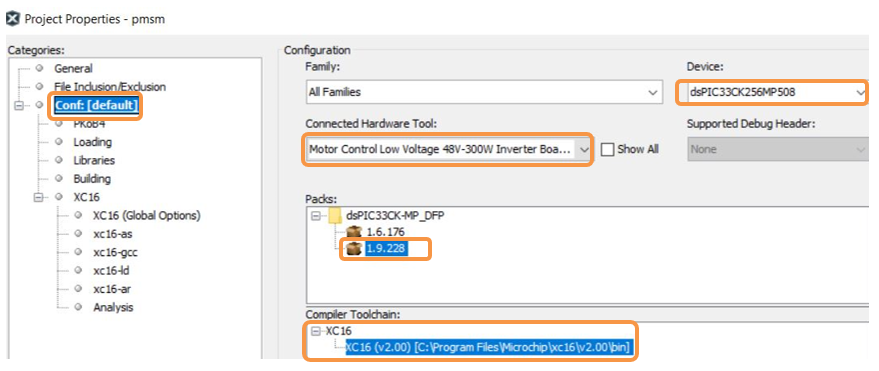 Project Properties - pmsm
Categories:
General
File Inclusion/Exclusion
Conf: [default]
PKoB4
Loading
Libraries
Building
XC16
XC16 (Global Options)
xc16-as
xc16-gcc
xc16-ld
xc16-ar
Analysis
Configuration
Family:
Device:
All Families
dsPIC33CK256MP508
Connected Hardware Tool:
Supported Debug Header:
Motor Control Low Voltage 48V-300W Inverter Boa...
Show All
None
Packs:
dsPIC33CK-MP_DFP
1.6.176
1.9.228
Compiler Toolchain:
XC16
XC16 (v2.00) [C:\Program Files\Microchip\xc16\v2.00\bin]